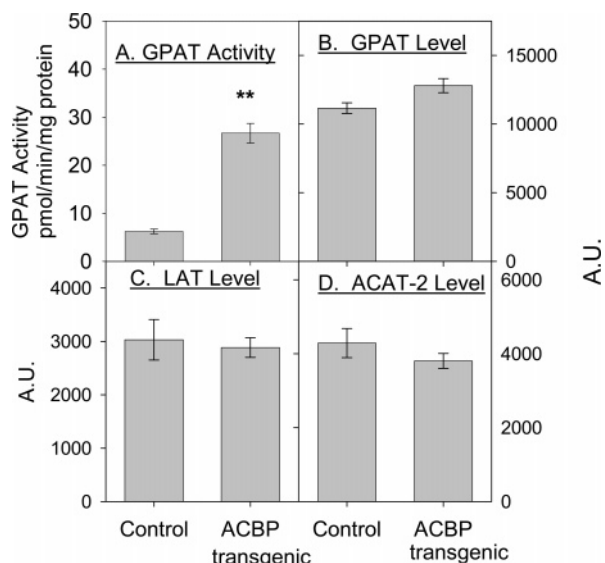 GPAT Activity
pmol/min/mg protein
50
40
30
20
10
0
A. GPAT Activity
**
B. GPAT Level
15000
10000
5000
0
A.U.
4000
3000
2000
1000
0
A.U.
C. LAT Level
D. ACAT-2 Level
6000
4000
2000
0
Control
ACBP
transgenic
Control
ACBP
transgenic